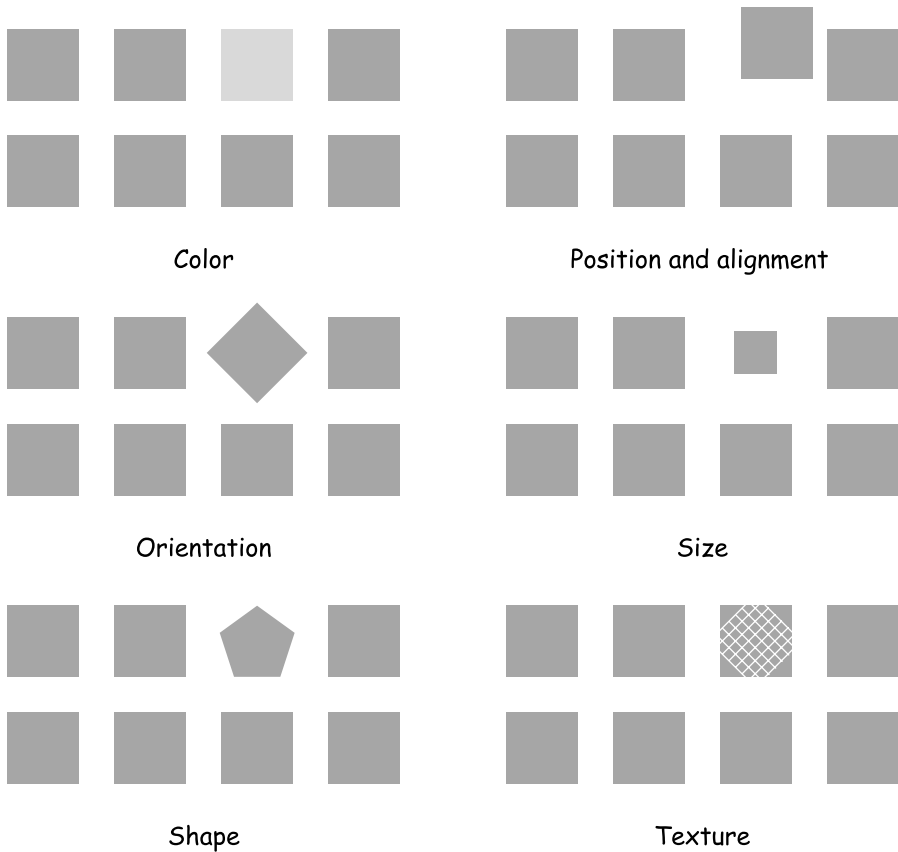 Color
Position and alignment
Orientation
Size
Shape
Texture